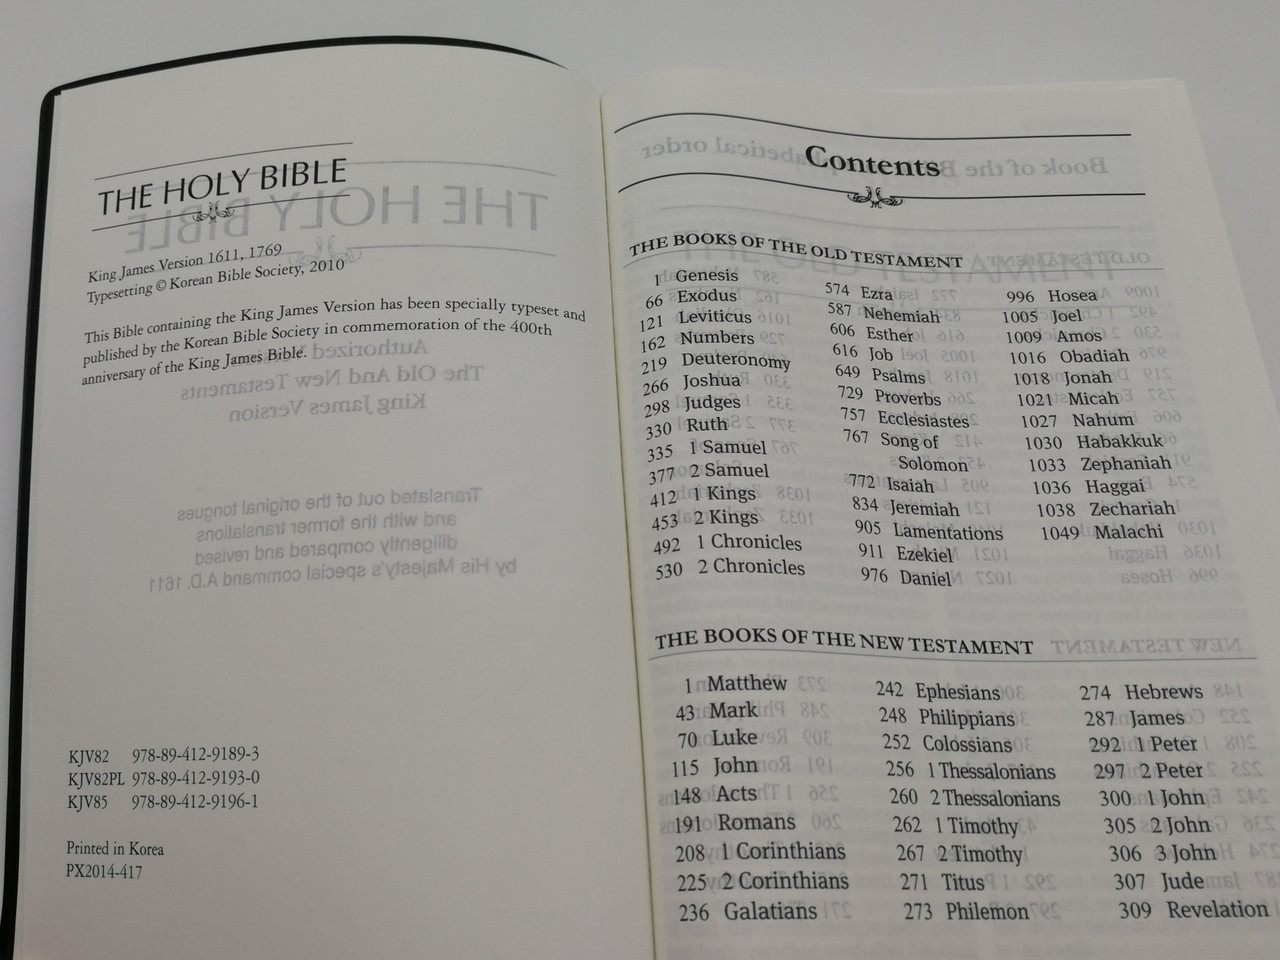 THE HOLY BIBLE
King James Version 1611, 1769
Typesetting © Korean Bible Society, 2010
This Bible containing the King James Version has been specially typeset and
published by the Korean Bible Society in commemoration of the 400th
anniversary of the King James Bible.
KJV82 978-89-412-9189-3
KJV82PL 978-89-412-9193-0
KJV85 978-89-412-9196-1
Printed in Korea
PX2014-417
Contents
THE BOOKS OF THE OLD TESTAMENT
1 Genesis
66 Exodus
121 Leviticus
162 Numbers
219 Deuteronomy
266 Joshua
298 Judges
330 Ruth
335 1 Samuel
377 2 Samuel
412 1 Kings
453 2 Kings
492 1 Chronicles
530 2 Chronicles
574 Ezra
587 Nehemiah
606 Esther
616 Job
649 Psalms
729 Proverbs
757 Ecclesiastes
767 Song of
Solomon
772 Isaiah
834 Jeremiah
905 Lamentations
911 Ezekiel
976 Daniel
996 Hosea
1005 Joel
1009 Amos
1016 Obadiah
1018 Jonah
1021 Micah
1027 Nahum
1030 Habakkuk
1033 Zephaniah
1036 Haggai
1038 Zechariah
1049 Malachi
THE BOOKS OF THE NEW TESTAMENT
1 Matthew
43 Mark
70 Luke
115 John
148 Acts
191 Romans
208 1 Corinthians
225 2 Corinthians
236 Galatians
242 Ephesians
248 Philippians
252 Colossians
256 1 Thessalonians
260 2 Thessalonians
262 1 Timothy
267 2 Timothy
271 Titus
273 Philemon
274 Hebrews
287 James
292 1 Peter
297 2 Peter
300 1 John
305 2 John
306 3 John
307 Jude
309 Revelation